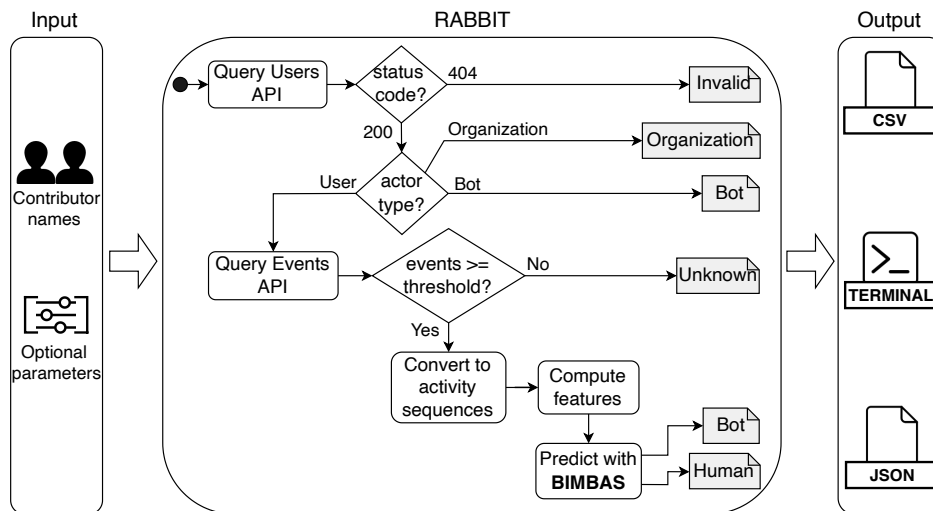 Input
RABBIT
Output
Contributor
names
Optional
parameters
Query Users
API
status
code?
404
Invalid
200
Organization
Organization
actor
type?
User
Bot
Bot
Query Events
API
events >=
threshold?
No
Unknown
Yes
Convert to
activity
sequences
Compute
features
Predict with
BIMBAS
Bot
Human
CSV
TERMINAL
JSON